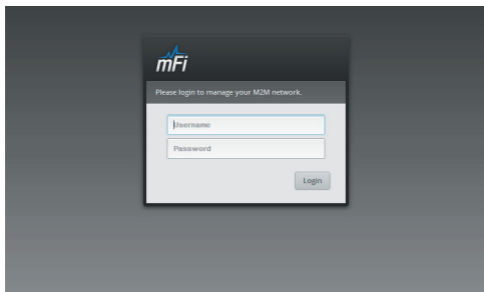 mFi
Please login to manage your M2M network.
Username
Password
Login